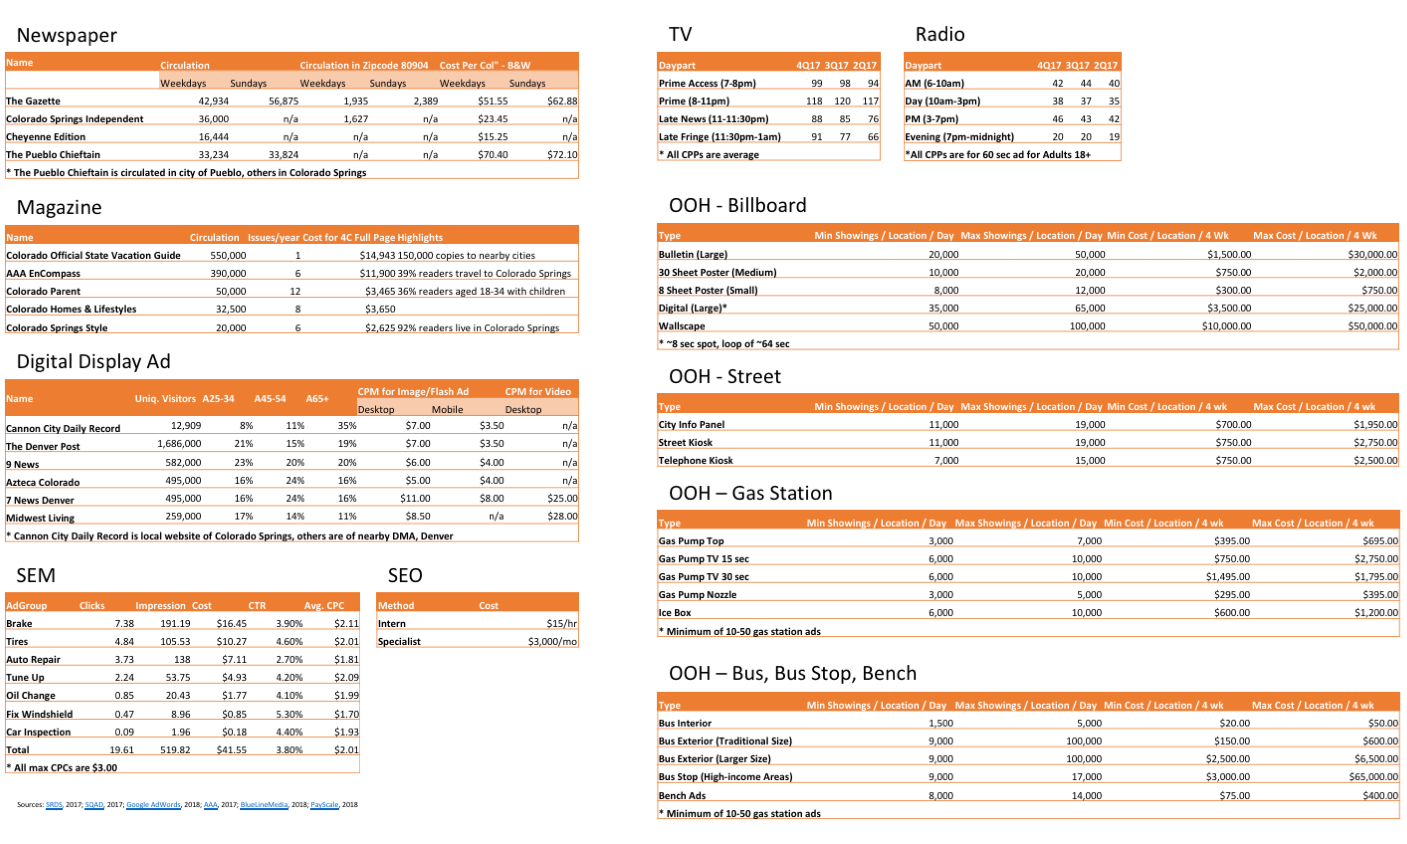 Newspaper
Name Circulation Circulation in Zipcode 80904 Cost Per Col" - B&W
Weekdays Sundays Weekdays Sundays Weekdays Sundays
The Gazette 42,934 56,875 1,935 2,389 $51.55 $62.88
Colorado Springs Independent 36,000 n/a 1,627 n/a $23.45 n/a
Cheyenne Edition 16,444 n/a n/a n/a $15.25 n/a
The Pueblo Chieftain 33,234 33,824 n/a n/a $70.40 $72.10
* The Pueblo Chieftain is circulated in city of Pueblo, others in Colorado Springs
Magazine
Name Circulation Issues/year Cost for 4C Full Page Highlights
Colorado Official State Vacation Guide 550,000 1 $14,943 150,000 copies to nearby cities
AAA EnCompass 390,000 6 $11,900 39% readers travel to Colorado Springs
Colorado Parent 50,000 12 $3,465 36% readers aged 18-34 with children
Colorado Homes & Lifestyles 32,500 8 $3,650
Colorado Springs Style 20,000 6 $2,625 92% readers live in Colorado Springs
Digital Display Ad
Name Uniq. Visitors A25-34 A45-54 A65+ CPM for Image/Flash Ad CPM for Video
Desktop Mobile Desktop
Cannon City Daily Record 12,909 8% 11% 35% $7.00 $3.50 n/a
The Denver Post 1,686,000 21% 15% 19% $7.00 $3.50 n/a
9 News 582,000 23% 20% 20% $6.00 $4.00 n/a
Azteca Colorado 495,000 16% 24% 16% $5.00 $4.00 n/a
7 News Denver 495,000 16% 24% 16% $11.00 $8.00 $25.00
Midwest Living 259,000 17% 14% 11% $8.50 n/a $28.00
* Cannon City Daily Record is local website of Colorado Springs, others are of nearby DMA, Denver
SEM
AdGroup Clicks Impression Cost CTR Avg. CPC
Brake 7.38 191.19 $16.45 3.90% $2.11
Tires 4.84 105.53 $10.27 4.60% $2.01
Auto Repair 3.73 138 $7.11 2.70% $1.81
Tune Up 2.24 53.75 $4.93 4.20% $2.09
Oil Change 0.85 20.43 $1.77 4.10% $1.99
Fix Windshield 0.47 8.96 $0.85 5.30% $1.70
Car Inspection 0.09 1.96 $0.18 4.40% $1.93
Total 19.61 519.82 $41.55 3.80% $2.01
* All max CPCs are $3.00
SEO
Method Cost
Intern $15/hr
Specialist $3,000/mo
Sources: SRDS, 2017; SQAD, 2017; Google AdWords, 2018; AAA, 2017; BlueLineMedia, 2018; PayScale, 2018
TV
Daypart 4Q17 3Q17 2Q17
Prime Access (7-8pm) 99 98 94
Prime (8-11pm) 118 120 117
Late News (11-11:30pm) 88 85 76
Late Fringe (11:30pm-1am) 91 77 66
* All CPPs are average
Radio
Daypart 4Q17 3Q17 2Q17
AM (6-10am) 42 44 40
Day (10am-3pm) 38 37 35
PM (3-7pm) 46 43 42
Evening (7pm-midnight) 20 20 19
*All CPPs are for 60 sec ad for Adults 18+
OOH - Billboard
Type Min Showings / Location / Day Max Showings / Location / Day Min Cost / Location / 4 Wk Max Cost / Location / 4 Wk
Bulletin (Large) 20,000 50,000 $1,500.00 $30,000.00
30 Sheet Poster (Medium) 10,000 20,000 $750.00 $2,000.00
8 Sheet Poster (Small) 8,000 12,000 $300.00 $750.00
Digital (Large)* 35,000 65,000 $3,500.00 $25,000.00
Wallscape 50,000 100,000 $10,000.00 $50,000.00
* ~8 sec spot, loop of ~64 sec
OOH - Street
Type Min Showings / Location / Day Max Showings / Location / Day Min Cost / Location / 4 wk Max Cost / Location / 4 wk
City Info Panel 11,000 19,000 $700.00 $1,950.00
Street Kiosk 11,000 19,000 $750.00 $2,750.00
Telephone Kiosk 7,000 15,000 $750.00 $2,500.00
OOH – Gas Station
Type Min Showings / Location / Day Max Showings / Location / Day Min Cost / Location / 4 wk Max Cost / Location / 4 wk
Gas Pump Top 3,000 7,000 $395.00 $695.00
Gas Pump TV 15 sec 6,000 10,000 $750.00 $2,750.00
Gas Pump TV 30 sec 6,000 10,000 $1,495.00 $1,795.00
Gas Pump Nozzle 3,000 5,000 $295.00 $395.00
Ice Box 6,000 10,000 $600.00 $1,200.00
* Minimum of 10-50 gas station ads
OOH – Bus, Bus Stop, Bench
Type Min Showings / Location / Day Max Showings / Location / Day Min Cost / Location / 4 wk Max Cost / Location / 4 wk
Bus Interior 1,500 5,000 $20.00 $50.00
Bus Exterior (Traditional Size) 9,000 100,000 $150.00 $600.00
Bus Exterior (Larger Size) 9,000 100,000 $2,500.00 $6,500.00
Bus Stop (High-income Areas) 9,000 17,000 $3,000.00 $65,000.00
Bench Ads 8,000 14,000 $75.00 $400.00
* Minimum of 10-50 gas station ads